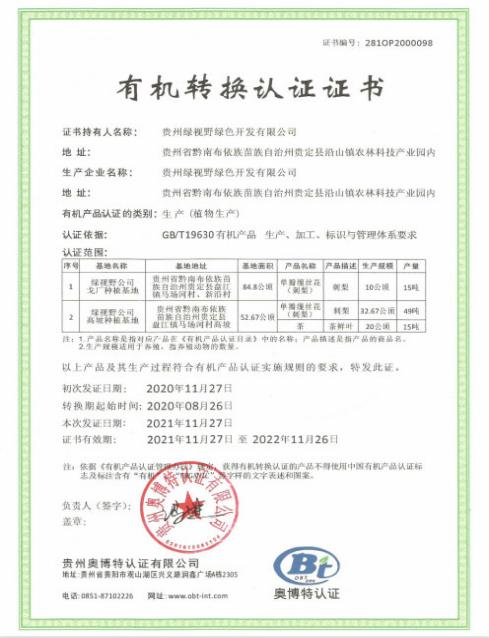 证书编号：281OP2000098
有机转换认证证书
证书持有人名称： 贵州绿视野绿色开发有限公司
地 址： 贵州省黔南布依族苗族自治州贵定县沿山镇农林科技产业园内
生产企业名称： 贵州绿视野绿色开发有限公司
地 址： 贵州省黔南布依族苗族自治州贵定县沿山镇农林科技产业园内
有机产品认证的类别：生产（植物生产）
认证依据： GB/T19630 有机产品 生产、加工、标识与管理体系要求
认证范围：
序号 基地名称 基地地址 基地面积 产品名称 产品描述 生产规模 产量
1 绿视野公司戈厂种植基地 贵州省黔南布依族苗族自治州贵定县盘江镇马场河村、新沿村 84.8公顷 单瓣缫丝花（刺梨） 刺梨 10公顷 15吨
2 绿视野公司高坡种植基地 贵州省黔南布依族苗族自治州贵定县盘江镇马场河村高坡 52.67公顷 单瓣缫丝花（刺梨） 刺梨 32.67公顷 49吨
茶 茶鲜叶 20公顷 15吨
注：1.产品名称是指对应产品在《有机产品认证目录》中的名称；产品描述是指产品的商品名。
2.生产规模适用于养殖，指养殖动物的数量。
以上产品及其生产过程符合有机产品认证实施规则的要求，特发此证。
初次发证日期： 2020年11月27日
转换期起始时间： 2020年08月26日
本次发证日期： 2021年11月27日
证书有效期： 2021年11月27日 至 2022年11月26日
注：依据《有机产品认证管理办法》规定，获得有机转换认证的产品不得使用中国有机产品认证标
志及标注含有“有机”、 字样的文字表述和图案。
负责人（签字）：
盖章：
贵州奥博特认证有限公司
贵州奥博特认证有限公司
地址：贵州省贵阳市观山湖区兴义路润鑫广场A栋2305
电话：0851-87102226 网址：www.obt-int.com
Bt
OBT
奥博特认证